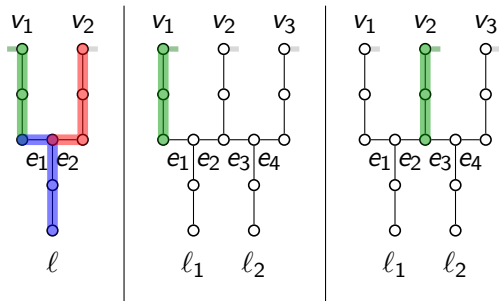 v₁ v₂ v₁ v₂ v₃ v₁ v₂ v₃
e₁ e₂ e₁ e₂ e₃ e₄ e₁ e₂ e₃ e₄
ℓ ℓ₁ ℓ₂ ℓ₁ ℓ₂